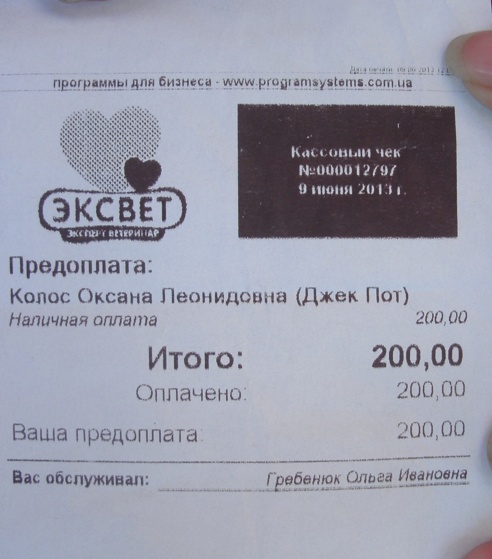 программы для бизнеса - www.programsystems.com.ua
ЭКСВЕТ
ЭКСПЕРТ ВЕТЕРИНАР
Кассовый чек
№000012797
9 июня 2013 г.
Предоплата:
Колос Оксана Леонидовна (Джек Пот)
Наличная оплата 200,00
Итого: 200,00
Оплачено: 200,00
Ваша предоплата: 200,00
Вас обслуживал: Гребенюк Ольга Ивановна